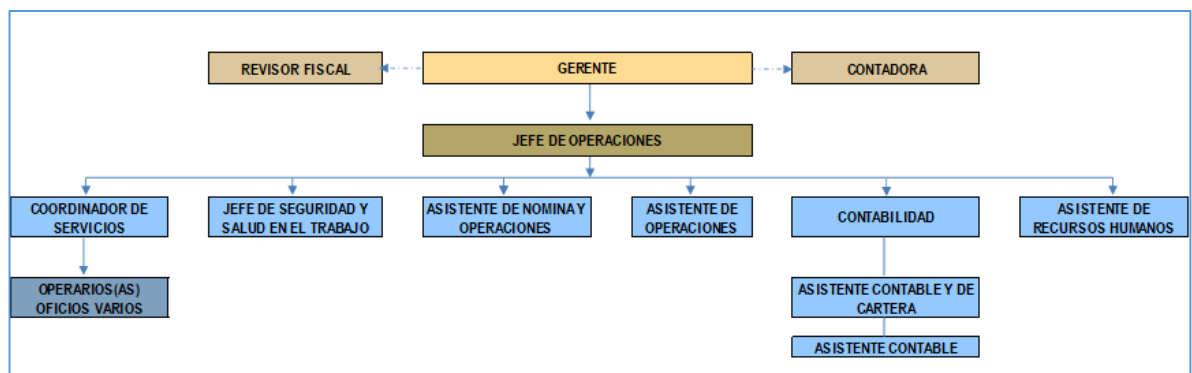 REVISOR FISCAL
GERENTE
CONTADORA
JEFE DE OPERACIONES
COORDINADOR DE
SERVICIOS
JEFE DE SEGURIDAD Y
SALUD EN EL TRABAJO
ASISTENTE DE NOMINA Y
OPERACIONES
ASISTENTE DE
OPERACIONES
CONTABILIDAD
ASISTENTE DE
RECURSOS HUMANOS
OPERARIOS(AS)
OFICIOS VARIOS
ASISTENTE CONTABLE Y DE
CARTERA
ASISTENTE CONTABLE